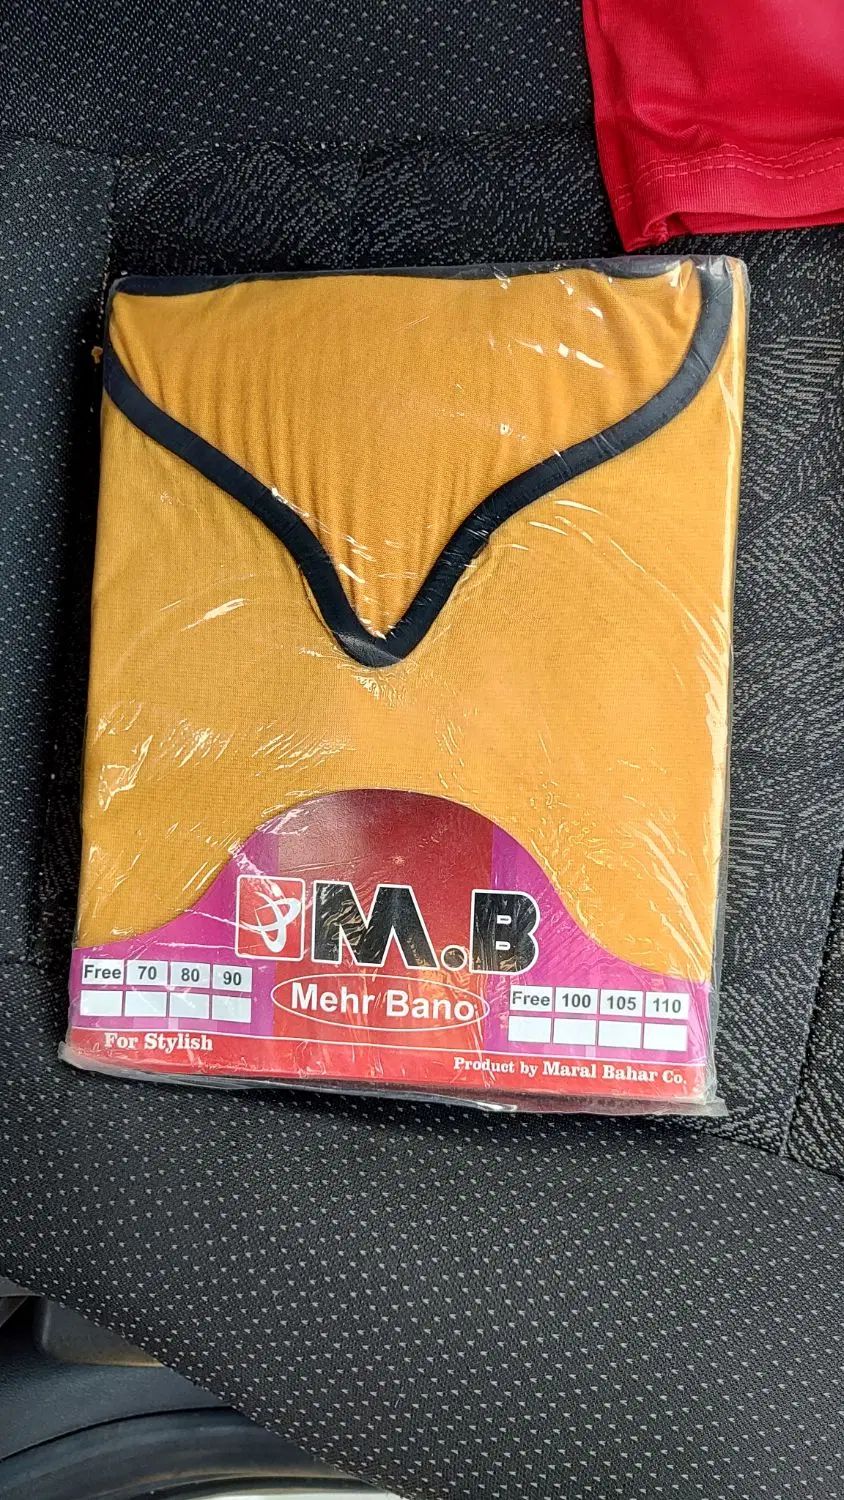 M.B
Mehr Bano
Free 70 80 90
Free 100 105 110
For Stylish
Product by Maral Bahar Co.